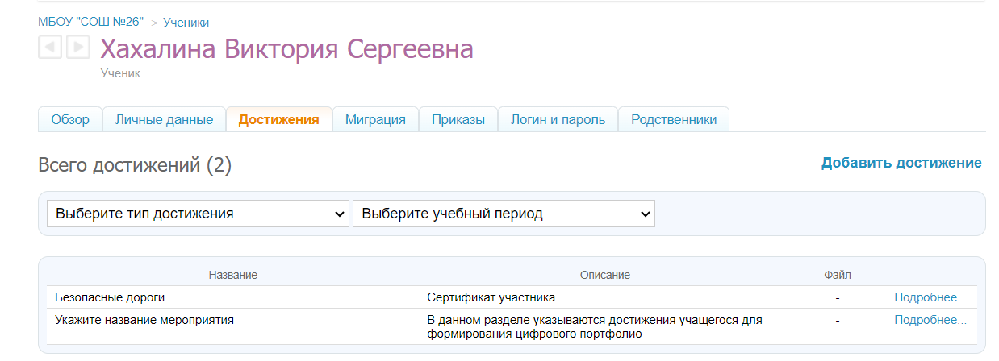 МБОУ "СОШ №26" > Ученики
Хахалина Виктория Сергеевна
Ученик
Обзор Личные данные Достижения Миграция Приказы Логин и пароль Родственники
Всего достижений (2) Добавить достижение
Выберите тип достижения Выберите учебный период
Название Описание Файл
Безопасные дороги Сертификат участника - Подробнее...
Укажите название мероприятия В данном разделе указываются достижения учащегося для - Подробнее...
формирования цифрового портфолио